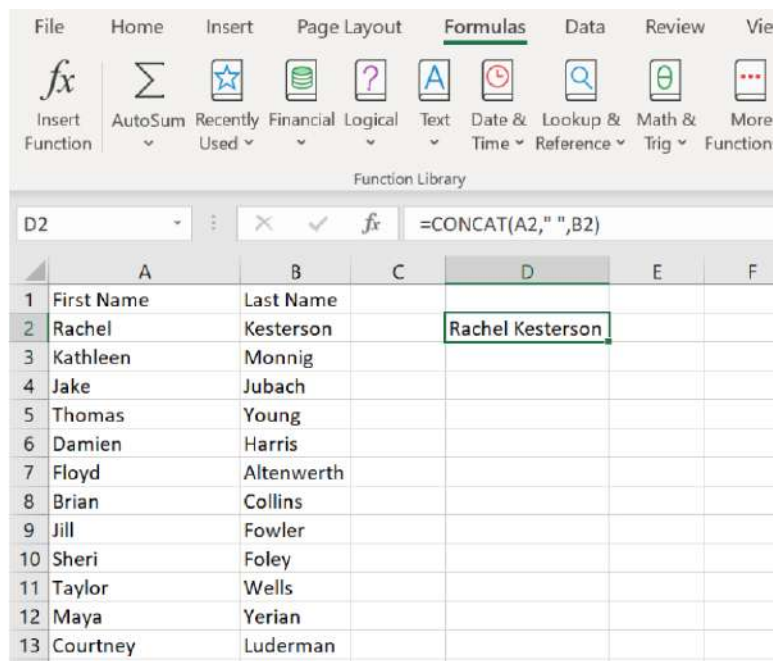 File Home Insert Page Layout Formulas Data Review Vie
fx Σ ? A θ
Insert Function AutoSum Recently Used Financial Logical Text Date & Time Lookup & Reference Math & Trig More Function
Function Library
D2 fx =CONCAT(A2," ",B2)
A B C D E F
1 First Name Last Name
2 Rachel Kesterson Rachel Kesterson
3 Kathleen Monnig
4 Jake Jubach
5 Thomas Young
6 Damien Harris
7 Floyd Altenwerth
8 Brian Collins
9 Jill Fowler
10 Sheri Foley
11 Taylor Wells
12 Maya Yerian
13 Courtney Luderman